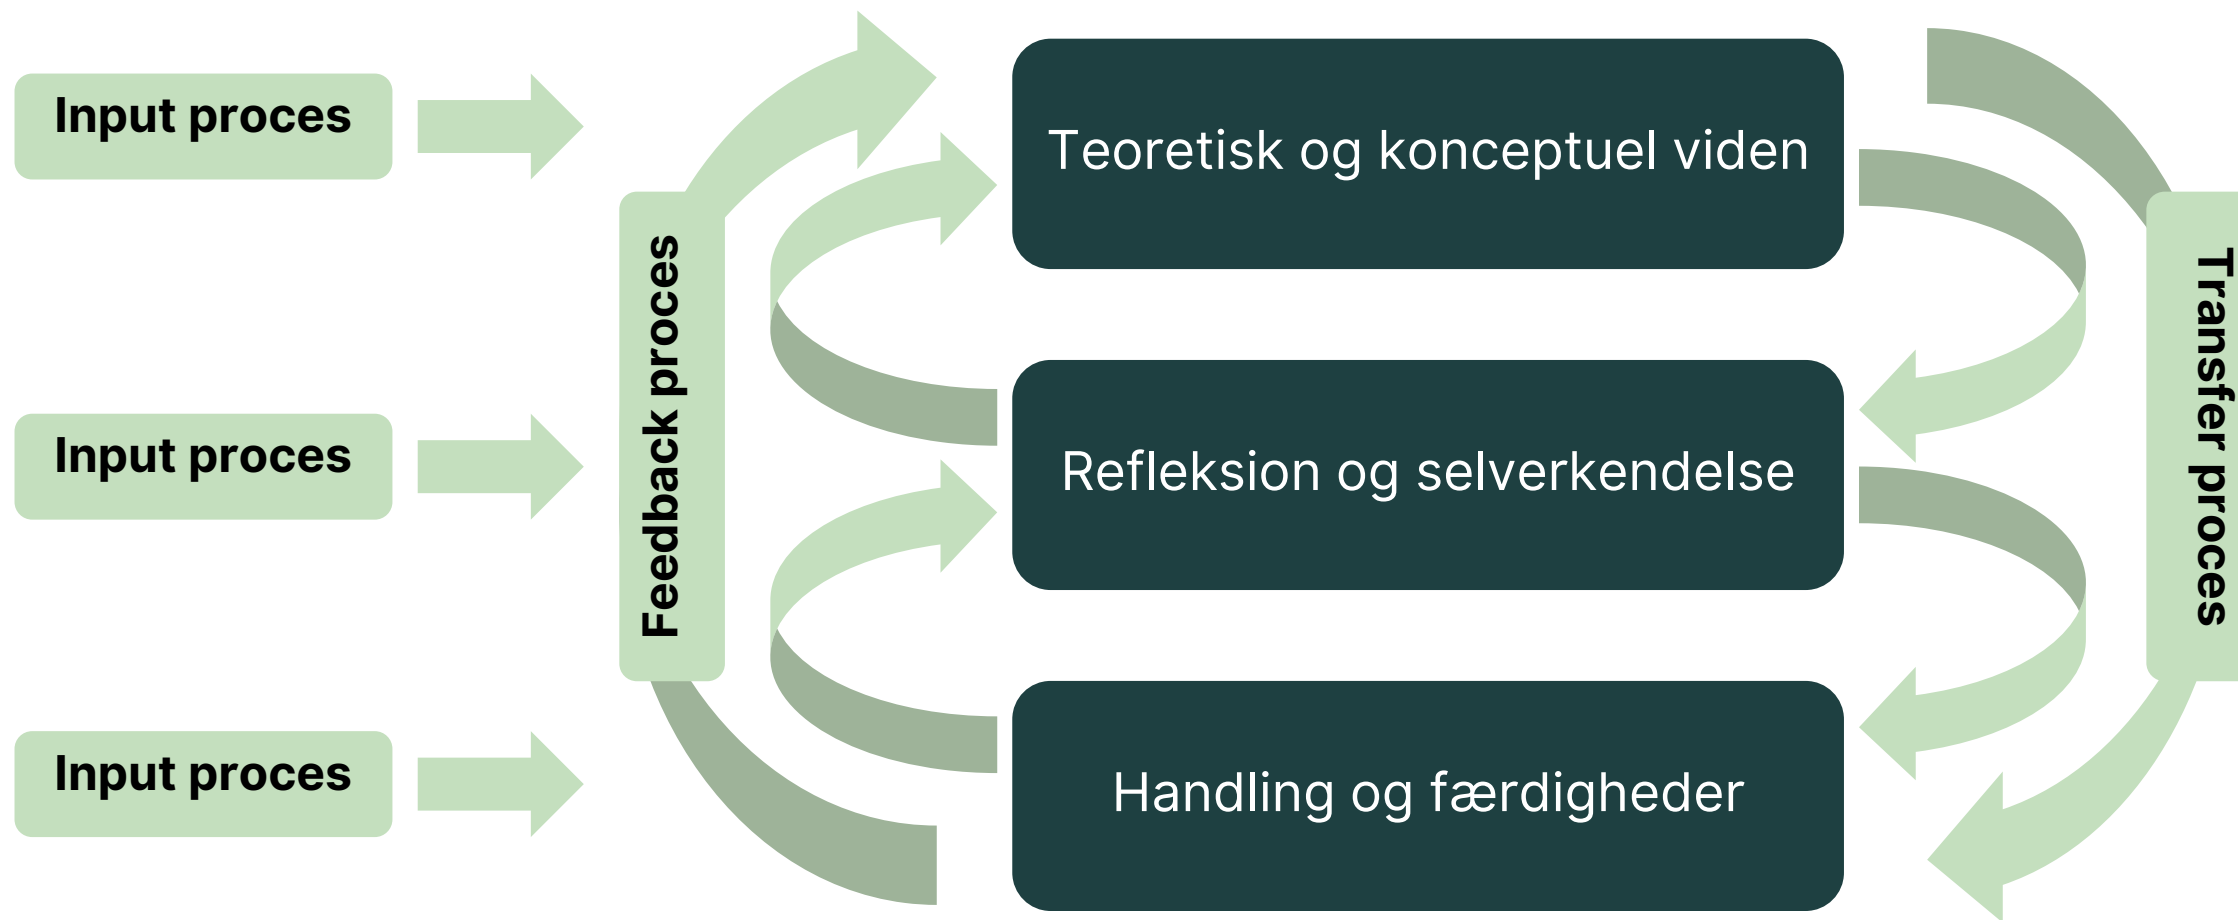 Input proces
Teoretisk og konceptuel viden
Feedback proces
Transfer proces
Input proces
Refleksion og selverkendelse
Input proces
Handling og færdigheder